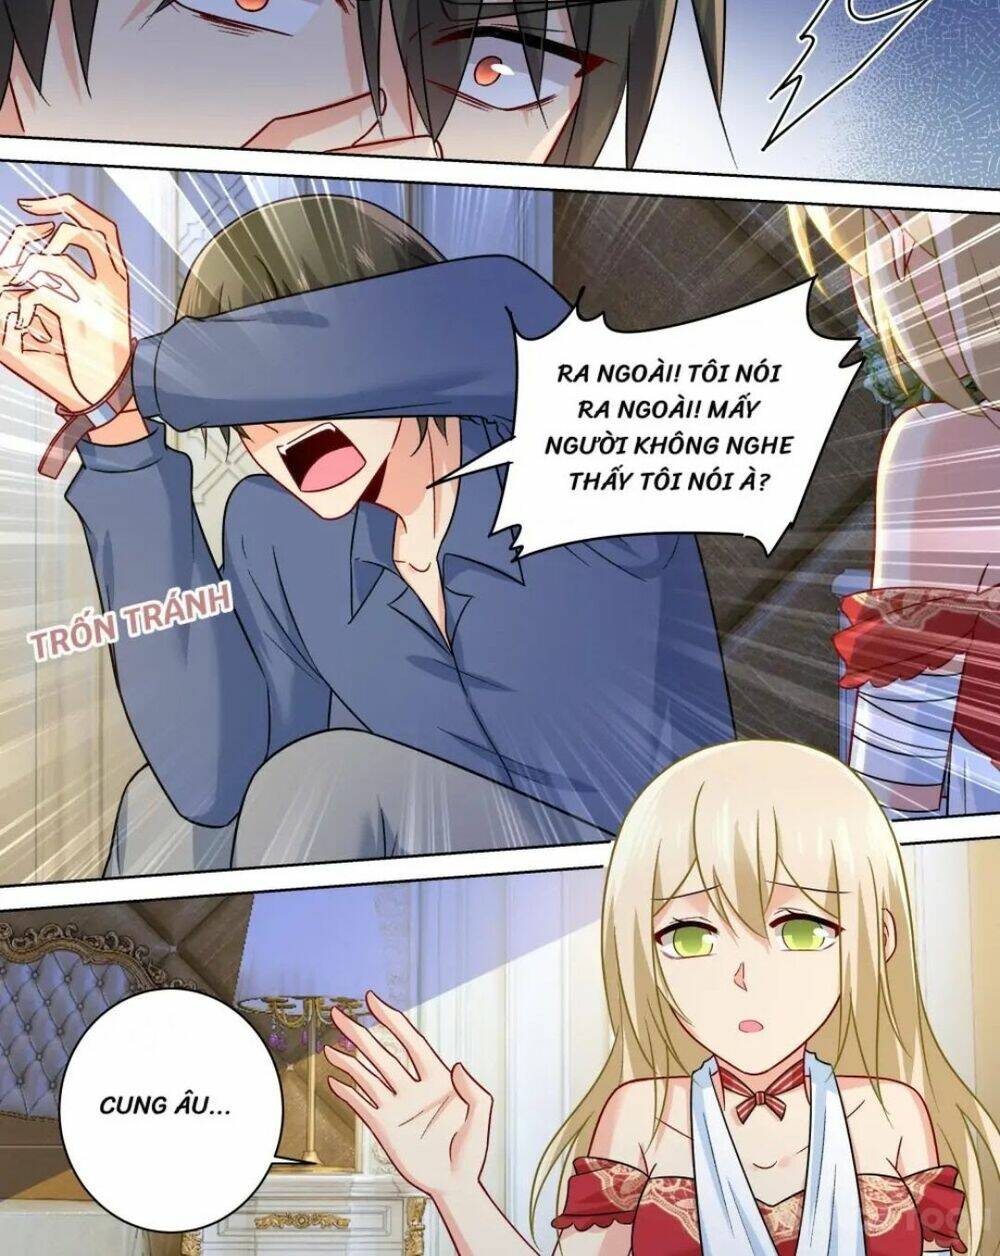 RA NGOÀI! TÔI NÓI
RA NGOÀI! MẤY
NGƯỜI KHÔNG NGHE
THẤY TÔI NÓI À?
TRỐN TRÁNH
CUNG ÂU...